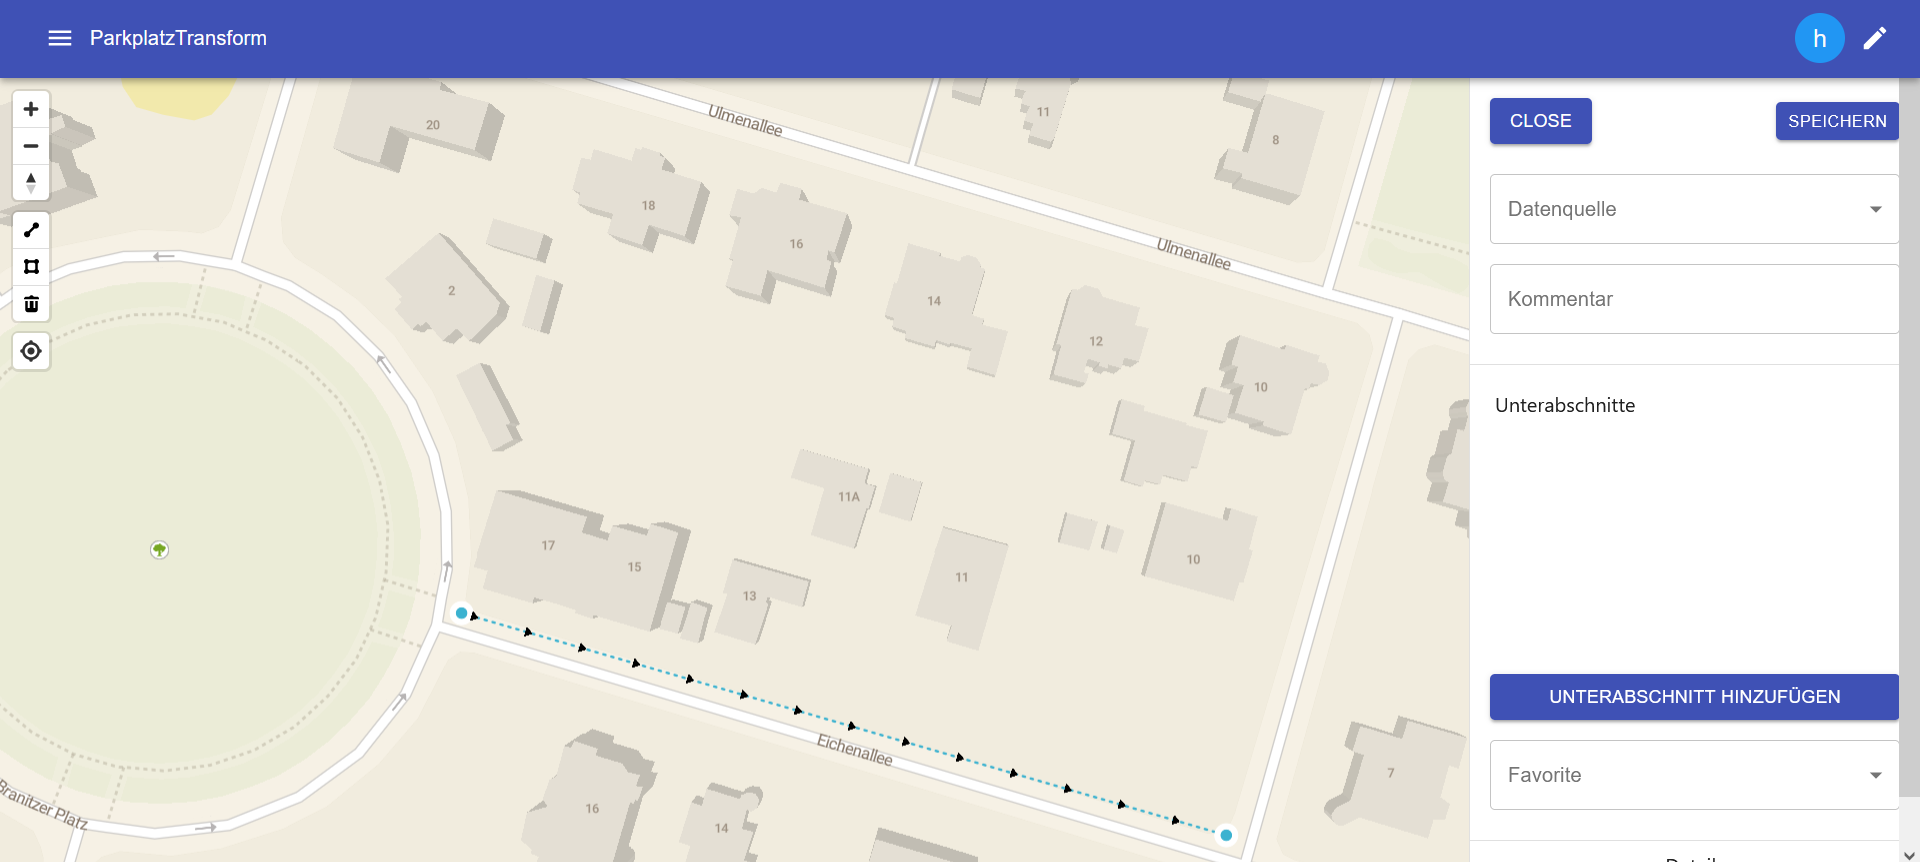 ParkplatzTransform
h
20
Ulmenallee
11
8
18
16
Ulmenallee
2
14
12
10
11A
17
15
13
11
10
Eichenallee
16
14
7
Branitzer Platz
CLOSE
SPEICHERN
Datenquelle
Kommentar
Unterabschnitte
UNTERABSCHNITT HINZUFÜGEN
Favorite